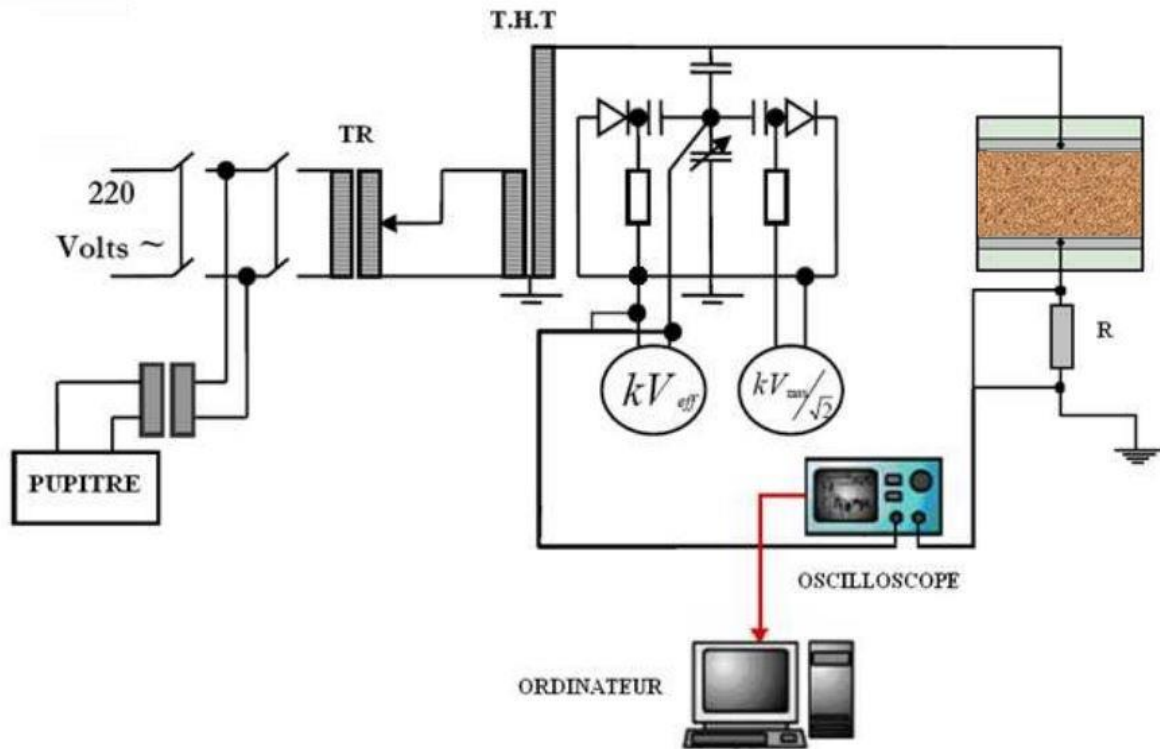 T.H.T
TR
220
Volts ~
R
kV eff
kV max/√2
PUPITRE
OSCILLOSCOPE
ORDINATEUR